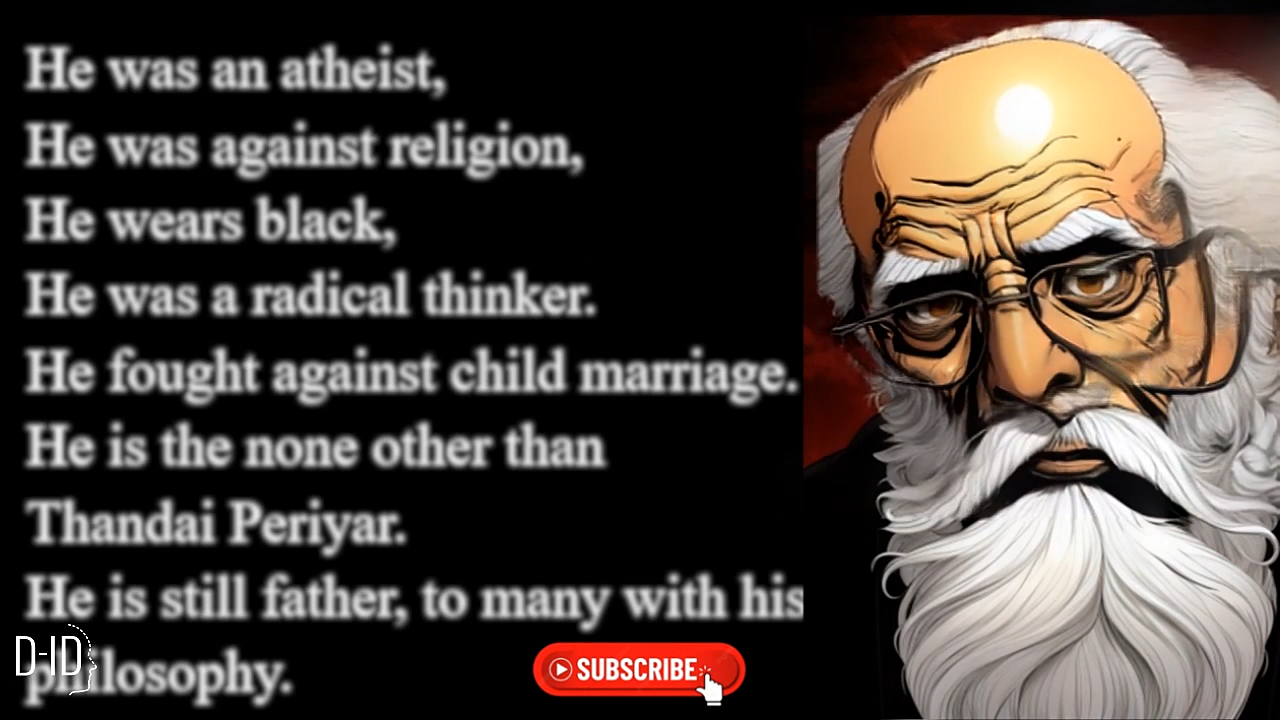 He was an atheist,
He was against religion,
He wears black,
He was a radical thinker.
He fought against child marriage.
He is the none other than
Thandai Periyar.
He is still father, to many with his
philosophy.
D-ID
SUBSCRIBE